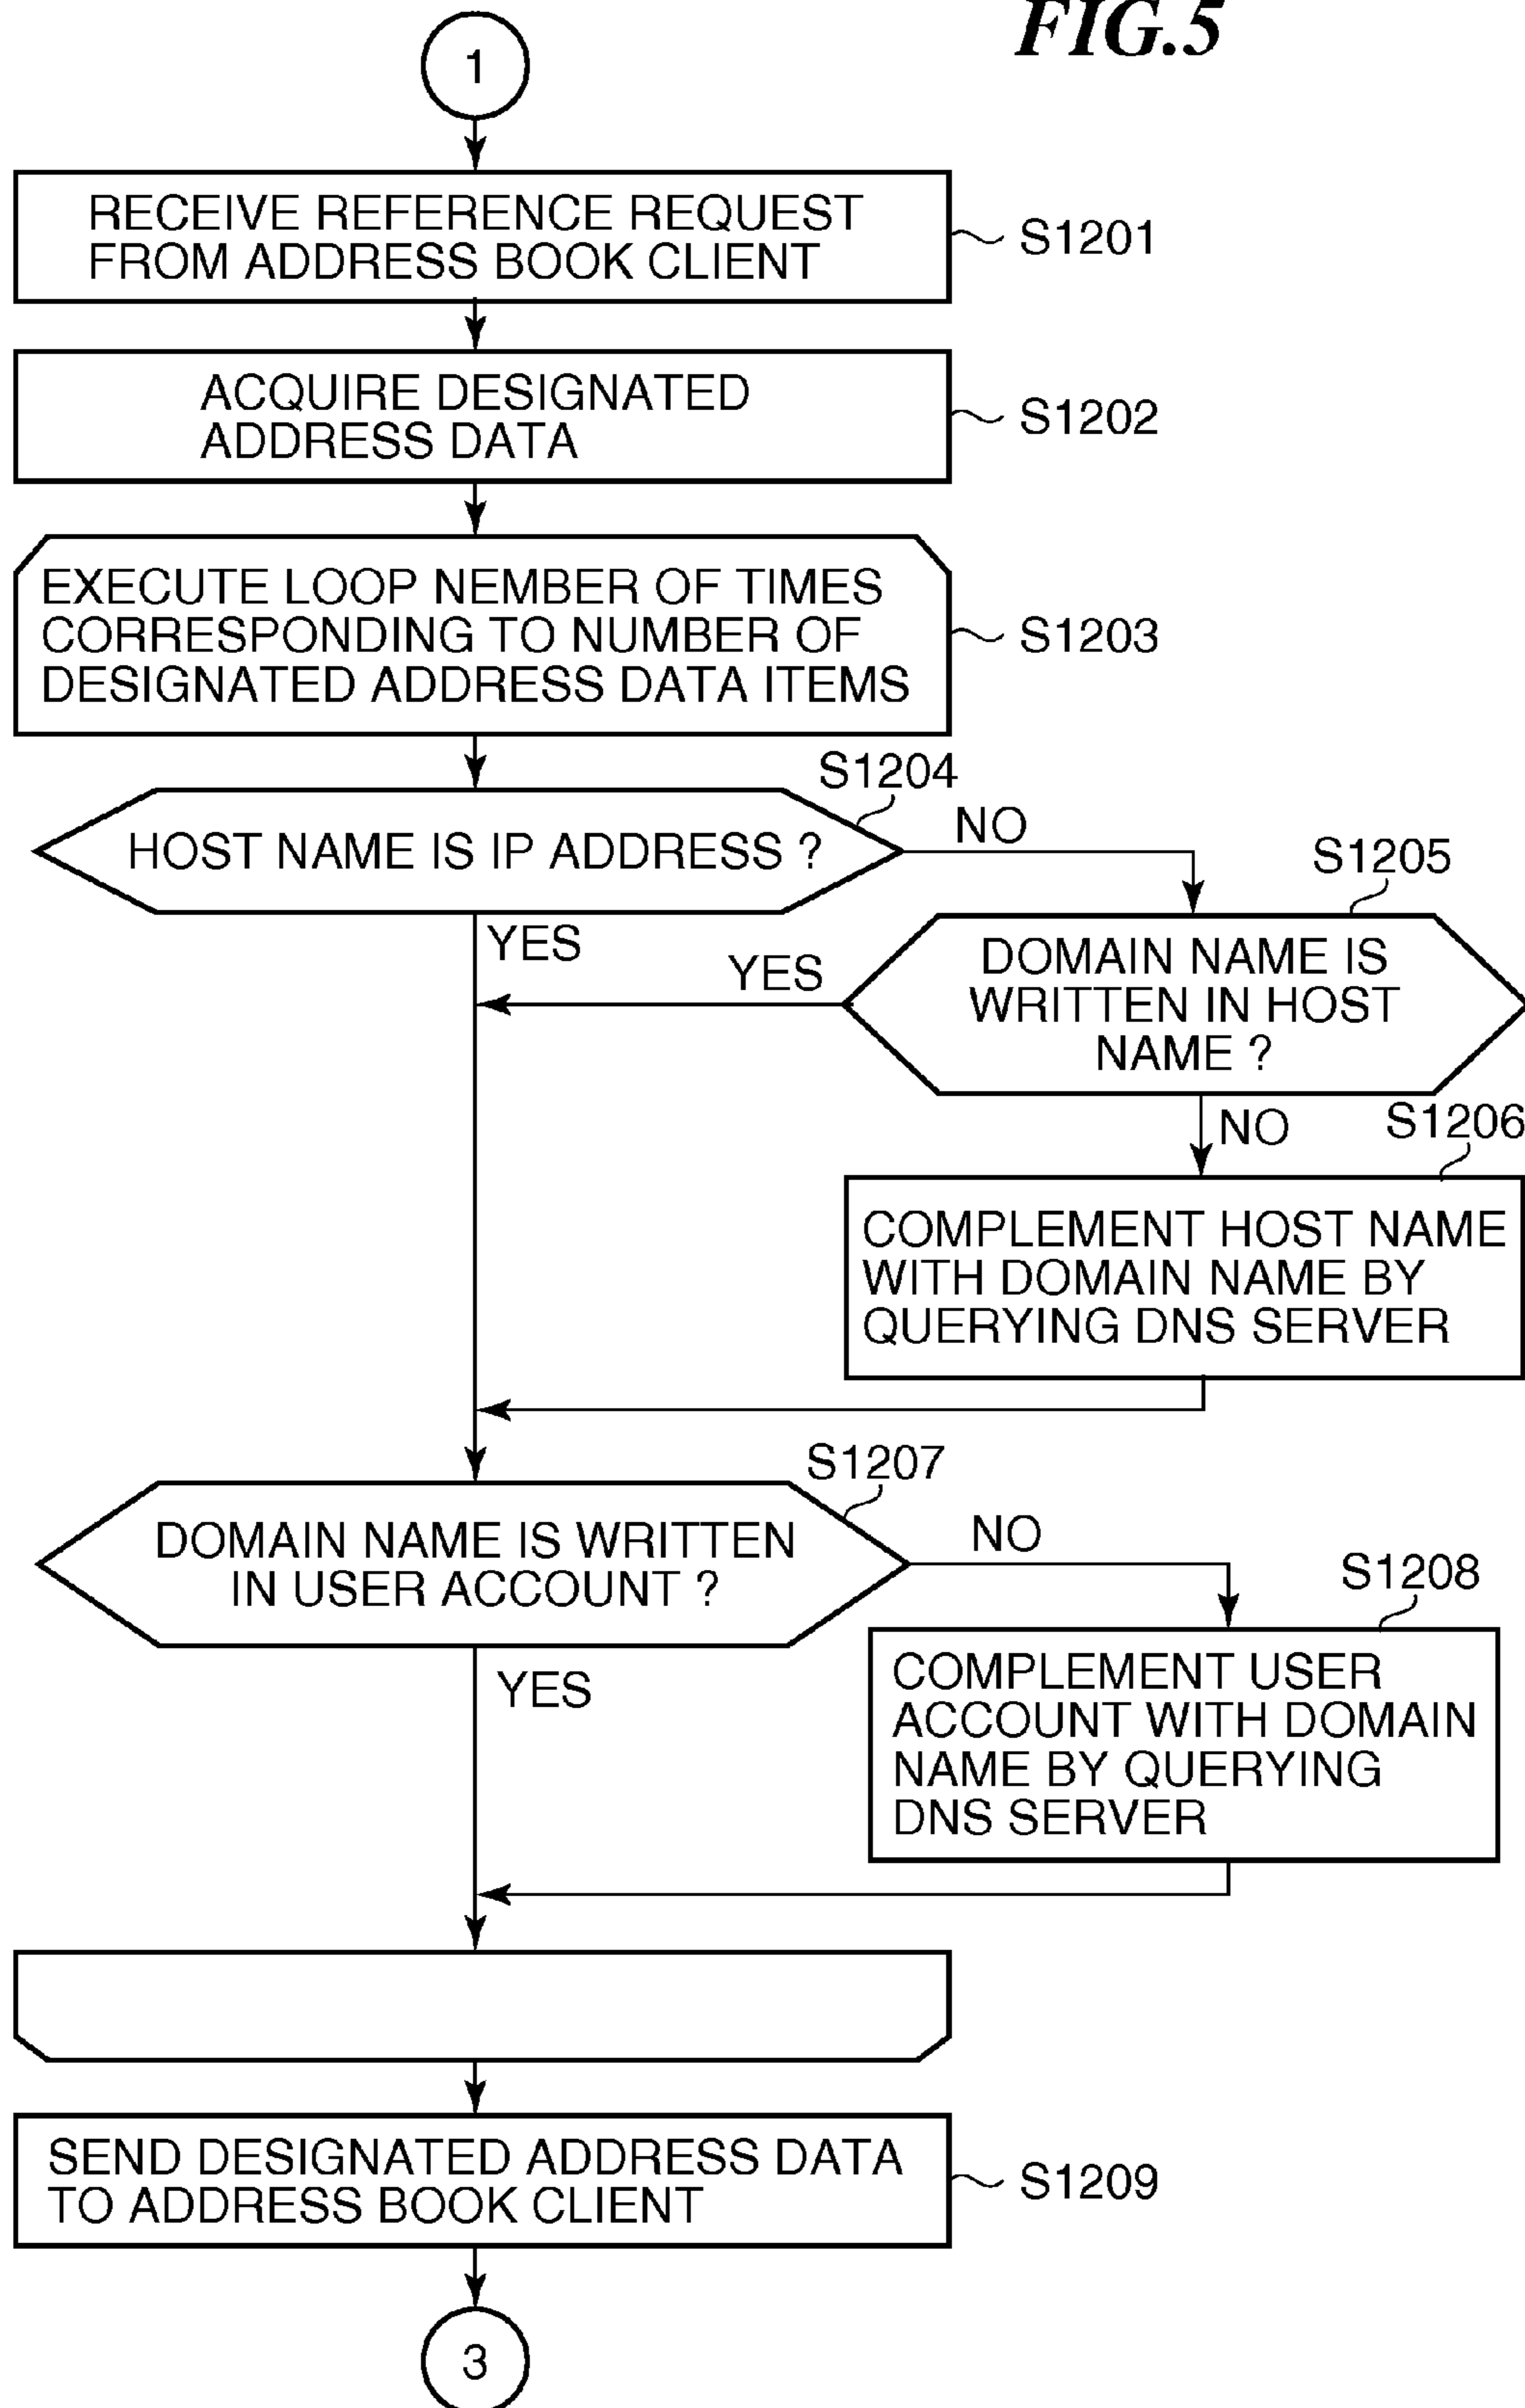 FIG.5
1
RECEIVE REFERENCE REQUEST
FROM ADDRESS BOOK CLIENT
S1201
ACQUIRE DESIGNATED
ADDRESS DATA
S1202
EXECUTE LOOP NEMBER OF TIMES
CORRESPONDING TO NUMBER OF
DESIGNATED ADDRESS DATA ITEMS
S1203
S1204
HOST NAME IS IP ADDRESS ?
NO
YES
S1205
DOMAIN NAME IS
WRITTEN IN HOST
NAME ?
YES
NO
S1206
COMPLEMENT HOST NAME
WITH DOMAIN NAME BY
QUERYING DNS SERVER
S1207
DOMAIN NAME IS WRITTEN
IN USER ACCOUNT ?
NO
YES
S1208
COMPLEMENT USER
ACCOUNT WITH DOMAIN
NAME BY QUERYING
DNS SERVER
SEND DESIGNATED ADDRESS DATA
TO ADDRESS BOOK CLIENT
S1209
3